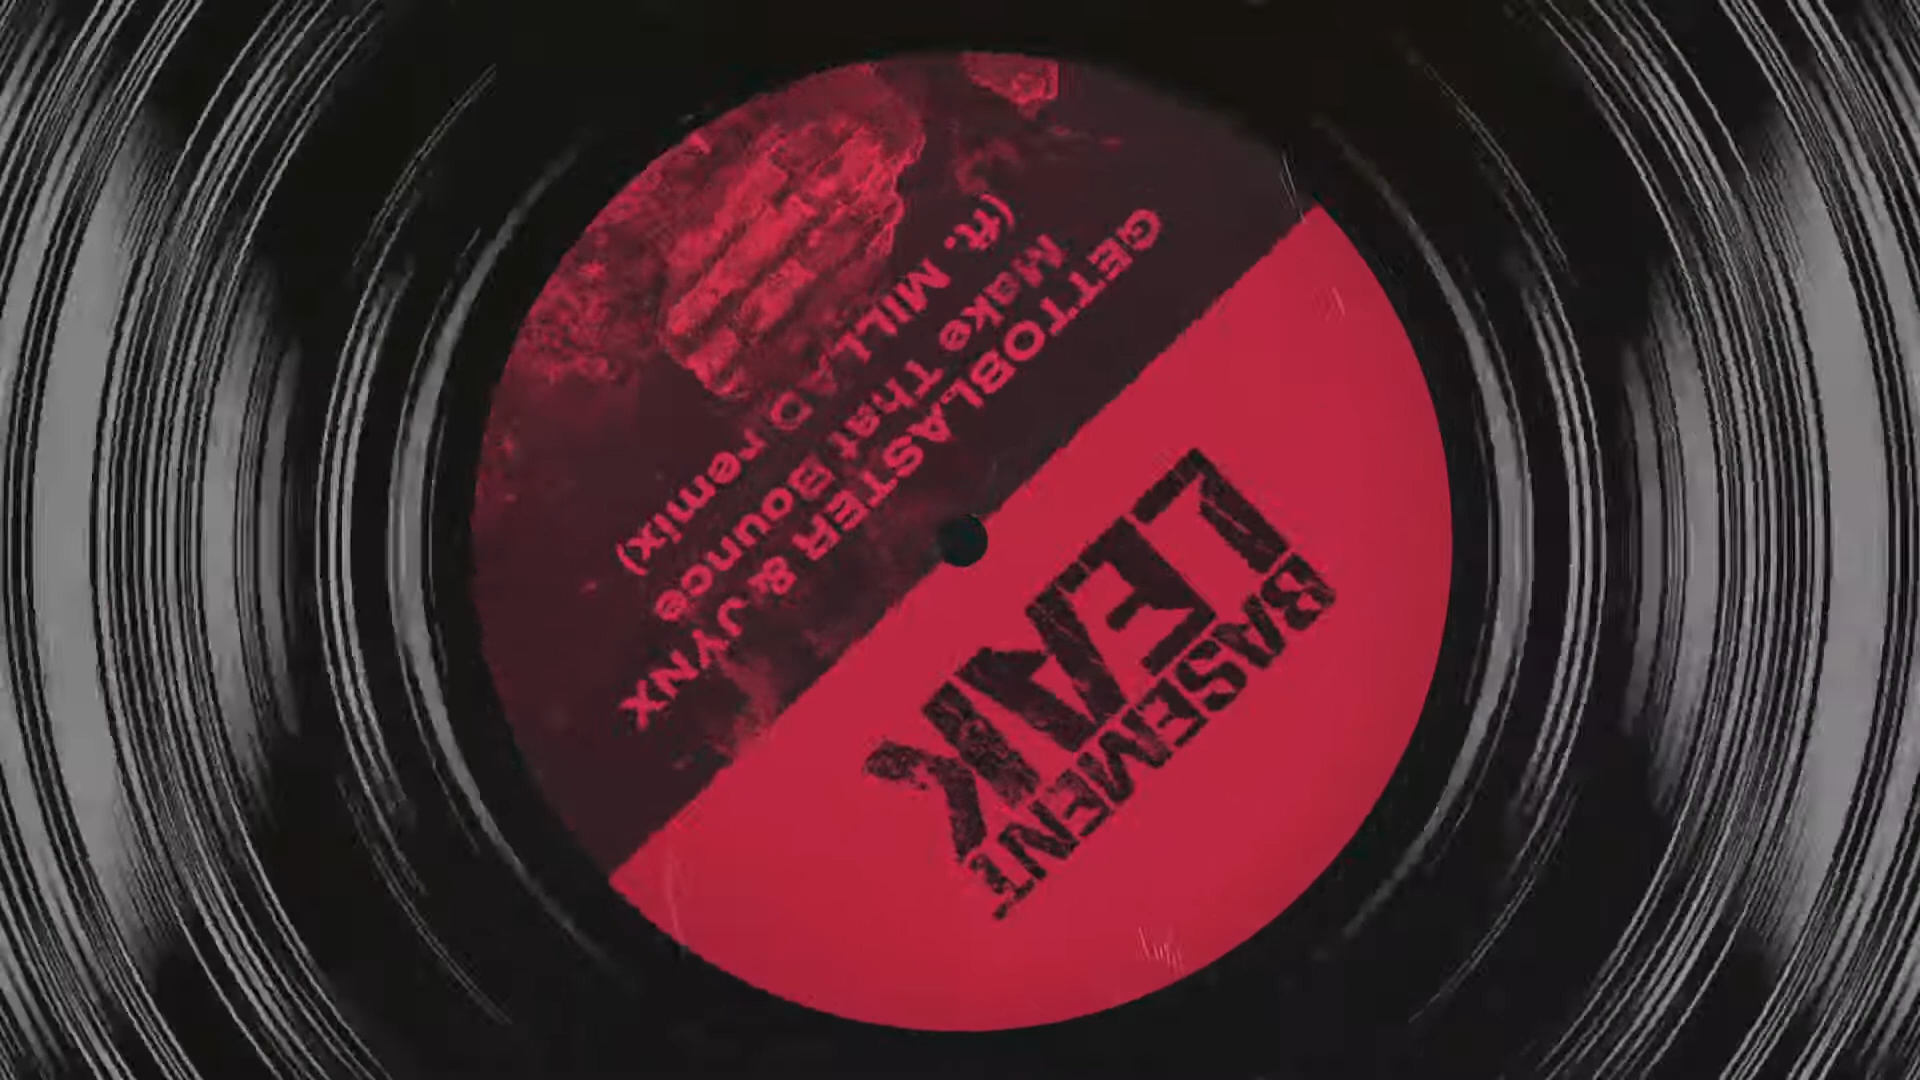 BASEMENT
LEAK
GETTOBLASTER & JYNX
Make That Bounce
(ft. MILLAD remix)